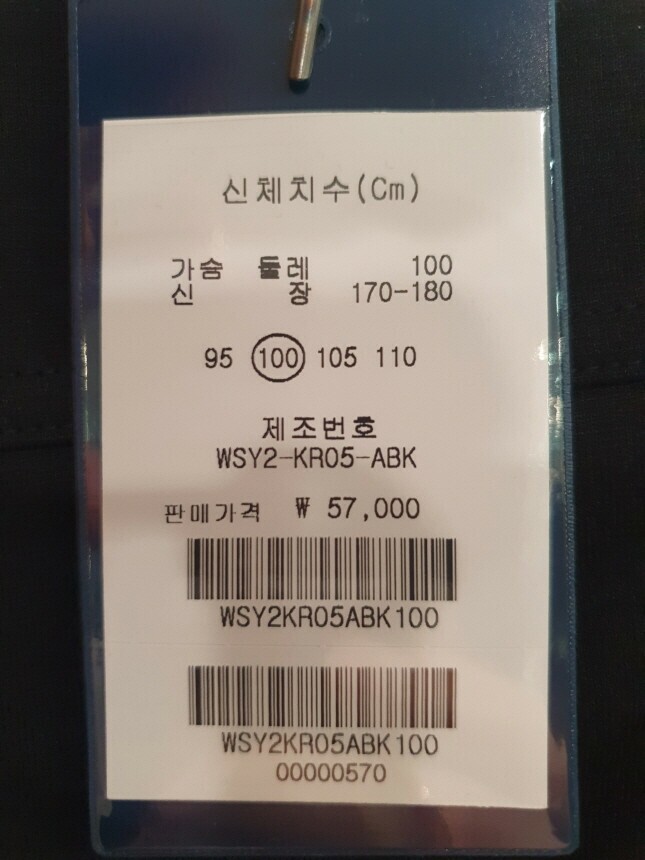 신체치수(Cm)
가슴 둘레 100
신 장 170-180
95 100 105 110
제조번호
WSY2-KR05-ABK
판매가격 ₩ 57,000
WSY2KR05ABK100
WSY2KR05ABK100
00000570